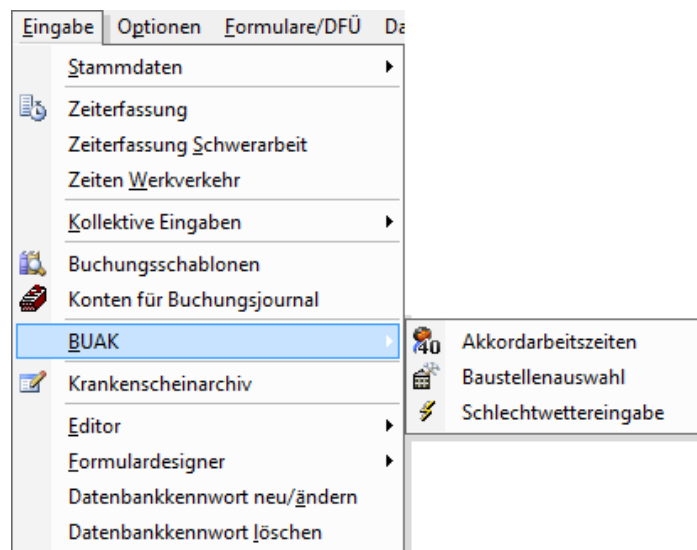 Eingabe Optionen Formulare/DFÜ Da
Stammdaten
Zeiterfassung
Zeiterfassung Schwerarbeit
Zeiten Werkverkehr
Kollektive Eingaben
Buchungsschablonen
Konten für Buchungsjournal
BUAK
Krankenscheinarchiv
Editor
Formulardesigner
Datenbankkennwort neu/ändern
Datenbankkennwort löschen
40 Akkordarbeitszeiten
Baustellenauswahl
Schlechtwettereingabe